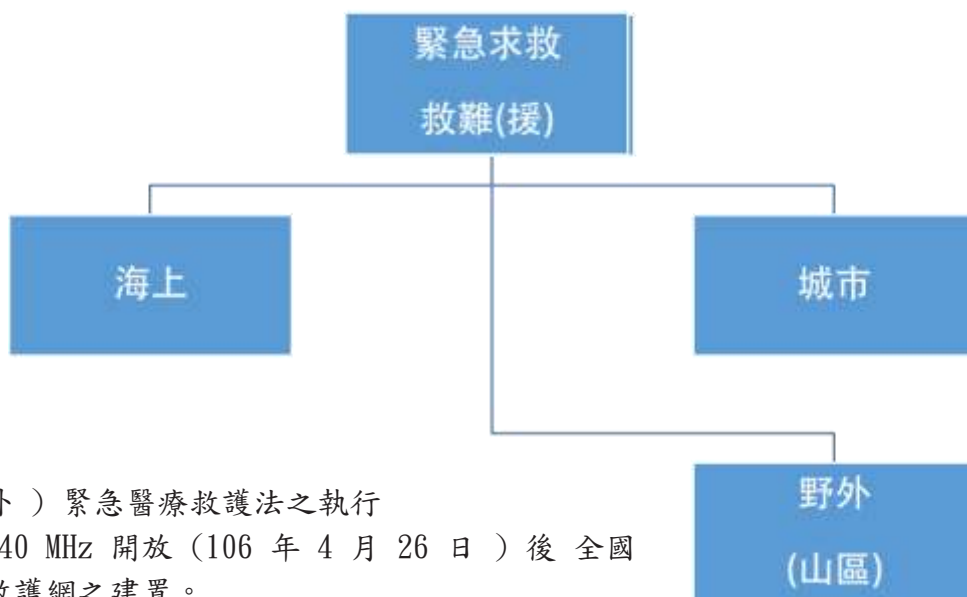 緊急求救
救難(援)
海上
城市
野外
(山區)
）緊急醫療救護法之執行
40 MHz 開放 (106 年 4 月 26 日 ) 後 全國
救護網之建置。